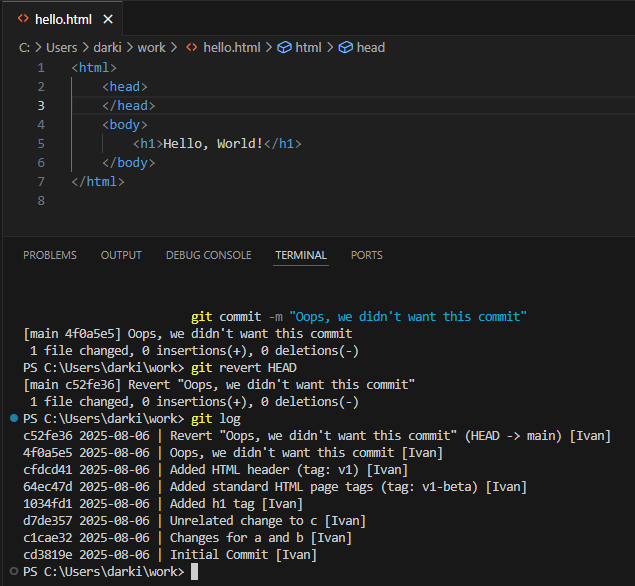 hello.html
C: > Users > darki > work > hello.html > html > head
1 <html>
2 <head>
3 </head>
4 <body>
5 <h1>Hello, World!</h1>
6 </body>
7 </html>
8
PROBLEMS OUTPUT DEBUG CONSOLE TERMINAL PORTS
git commit -m "Oops, we didn't want this commit"
[main 4f0a5e5] Oops, we didn't want this commit
1 file changed, 0 insertions(+), 0 deletions(-)
PS C:\Users\darki\work> git revert HEAD
[main c52fe36] Revert "Oops, we didn't want this commit"
1 file changed, 0 insertions(+), 0 deletions(-)
PS C:\Users\darki\work> git log
c52fe36 2025-08-06 | Revert "Oops, we didn't want this commit" (HEAD -> main) [Ivan]
4f0a5e5 2025-08-06 | Oops, we didn't want this commit [Ivan]
cfdcd41 2025-08-06 | Added HTML header (tag: v1) [Ivan]
64ec47d 2025-08-06 | Added standard HTML page tags (tag: v1-beta) [Ivan]
1034fd1 2025-08-06 | Added h1 tag [Ivan]
d7de357 2025-08-06 | Unrelated change to c [Ivan]
c1cae32 2025-08-06 | Changes for a and b [Ivan]
cd3819e 2025-08-06 | Initial Commit [Ivan]
PS C:\Users\darki\work>